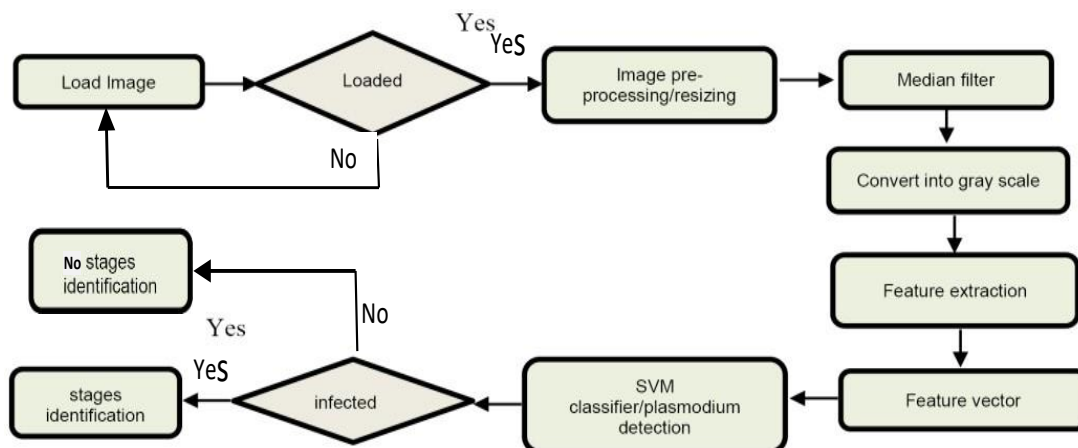 Yes
YeS
Load Image
Loaded
Image pre-
processing/resizing
Median filter
No
Convert into gray scale
No stages
identification
Feature extraction
No
Yes
YeS
stages
identification
infected
SVM
classifier/plasmodium
detection
Feature vector